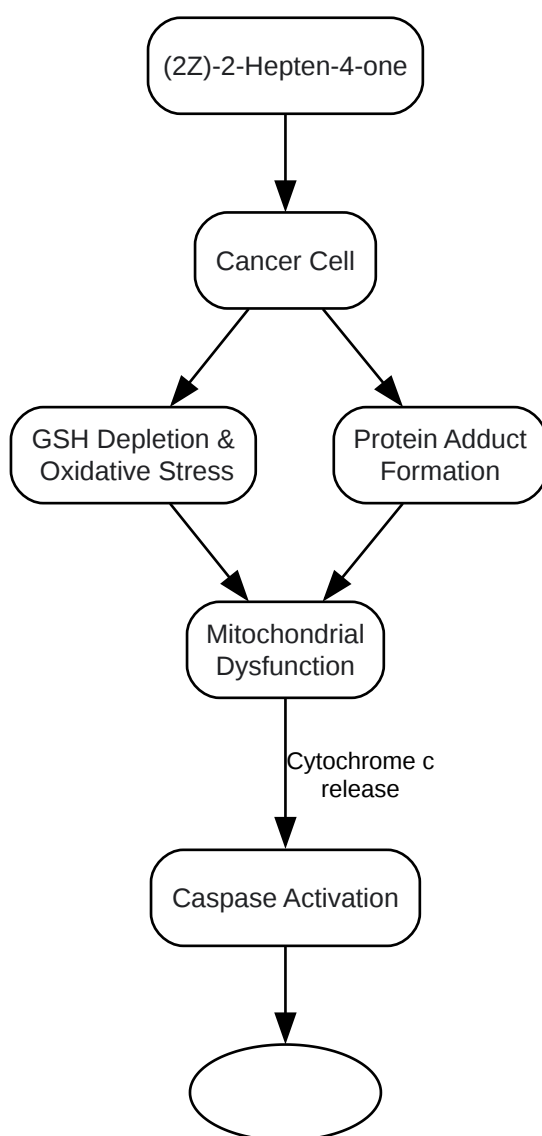 (2Z)-2-Hepten-4-one
Cancer Cell
GSH Depletion &
Oxidative Stress
Protein Adduct
Formation
Mitochondrial
Dysfunction
Cytochrome c
release
Caspase Activation